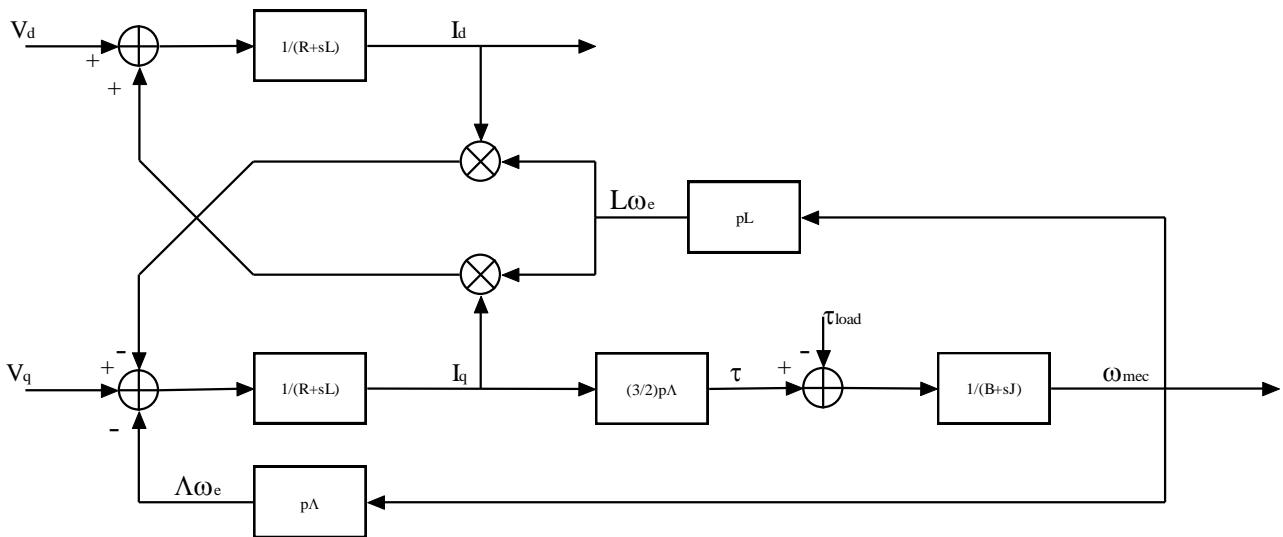 Vd
+
+
1/(R+sL)
Id
Lωe
pL
τload
-
+
-
Vq
+
-
1/(R+sL)
Iq
(3/2)pΛ
τ
1/(B+sJ)
ωmec
Λωe
pΛ